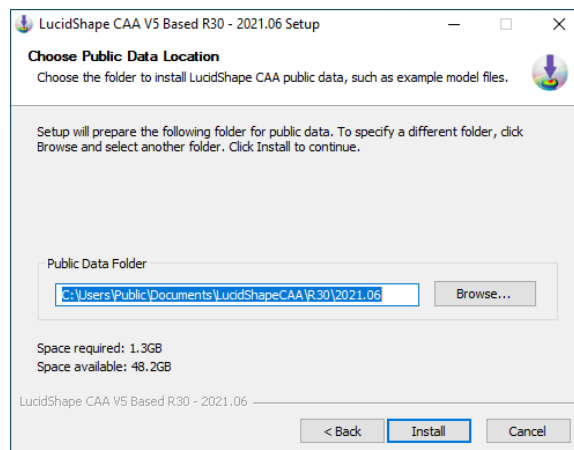 LucidShape CAA V5 Based R30 - 2021.06 Setup
Choose Public Data Location
Choose the folder to install LucidShape CAA public data, such as example model files.
Setup will prepare the following folder for public data. To specify a different folder, click
Browse and select another folder. Click Install to continue.
Public Data Folder
C:\Users\Public\Documents\LucidShapeCAA\R30\2021.06
Browse...
Space required: 1.3GB
Space available: 48.2GB
LucidShape CAA V5 Based R30 - 2021.06
< Back
Install
Cancel